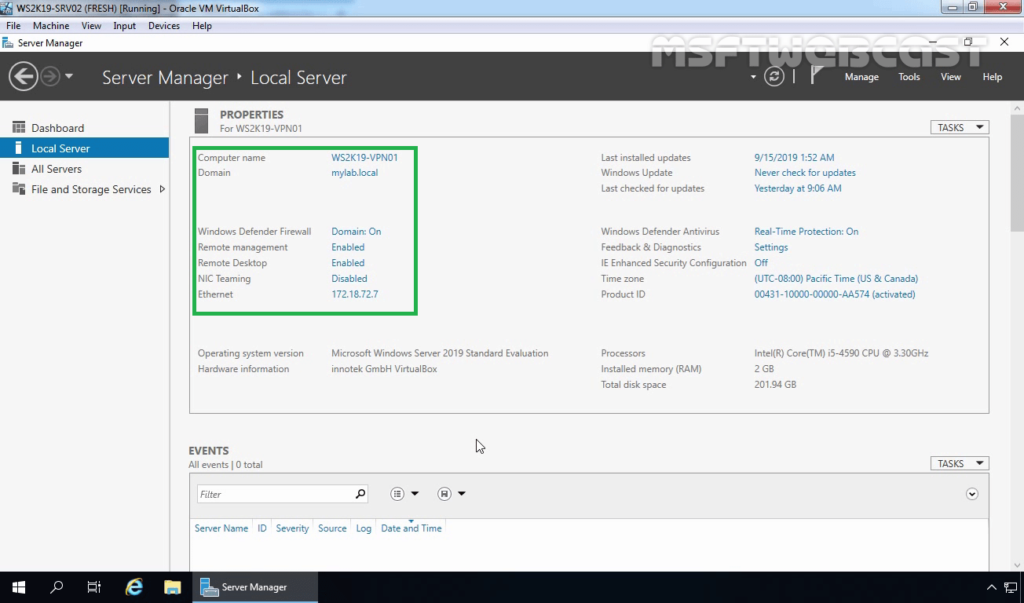 WS2K19-SRV02 (FRESH) [Running] - Oracle VM VirtualBox
File Machine View Input Devices Help
Server Manager
MSFTWEBCAST
Server Manager Local Server
Manage Tools View Help
Dashboard
Local Server
All Servers
File and Storage Services
PROPERTIES
For WS2K19-VPN01
TASKS
Computer name WS2K19-VPN01
Domain mylab.local
Last installed updates 9/15/2019 1:52 AM
Windows Update Never check for updates
Last checked for updates Yesterday at 9:06 AM
Windows Defender Firewall Domain: On
Remote management Enabled
Remote Desktop Enabled
NIC Teaming Disabled
Ethernet 172.18.72.7
Windows Defender Antivirus Real-Time Protection: On
Feedback & Diagnostics Settings
IE Enhanced Security Configuration Off
Time zone (UTC-08:00) Pacific Time (US & Canada)
Product ID 00431-10000-00000-AA574 (activated)
Operating system version Microsoft Windows Server 2019 Standard Evaluation
Hardware information innotek GmbH VirtualBox
Processors Intel(R) Core(TM) i5-4590 CPU @ 3.30GHz
Installed memory (RAM) 2 GB
Total disk space 201.94 GB
EVENTS
All events | 0 total
TASKS
Filter
Server Name ID Severity Source Log Date and Time
Server Manager